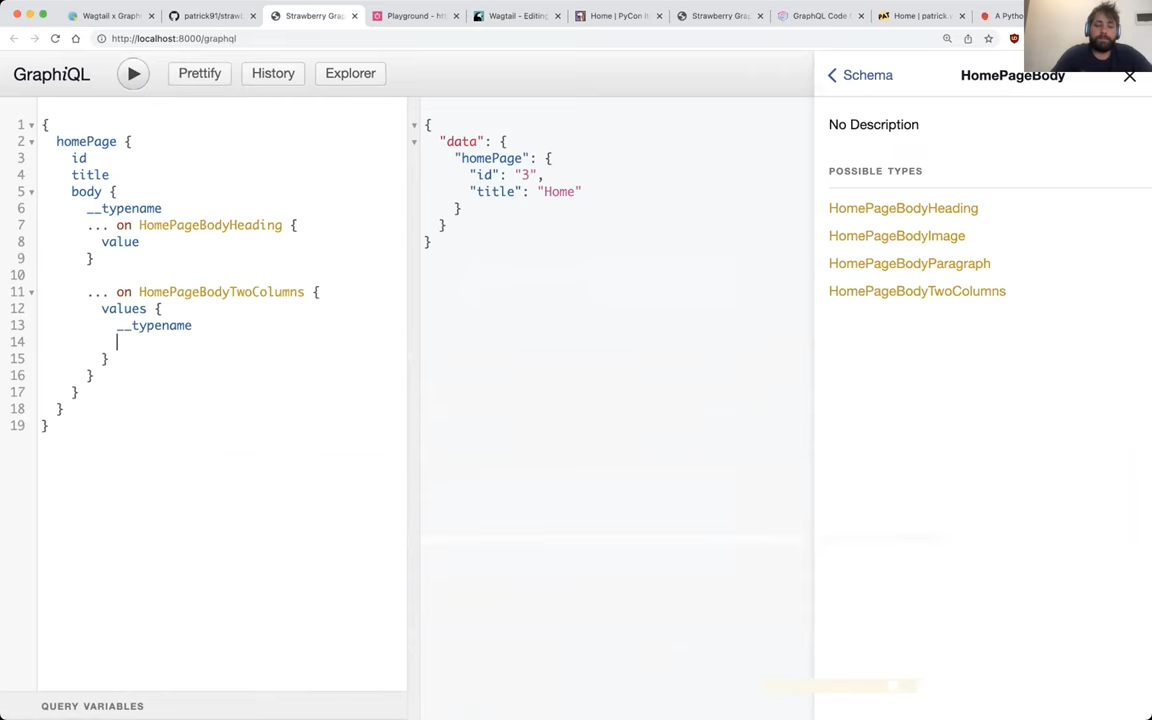 Wagtail x Graph
patrick91/strawb
Strawberry Grap
Playground - htt
Wagtail - Editing
Home | PyCon It
Strawberry Grap
GraphQL Code
Home | patrick.w
A Python
http://localhost:8000/graphql
GraphiQL
Prettify
History
Explorer
Schema
HomePageBody
1 {
2 homePage {
3 id
4 title
5 body {
6 __typename
7 ... on HomePageBodyHeading {
8 value
9 }
10
11 ... on HomePageBodyTwoColumns {
12 values {
13 __typename
14
15 }
16 }
17 }
18 }
19 }
QUERY VARIABLES
{
"data": {
"homePage": {
"id": "3",
"title": "Home"
}
}
}
No Description
POSSIBLE TYPES
HomePageBodyHeading
HomePageBodyImage
HomePageBodyParagraph
HomePageBodyTwoColumns